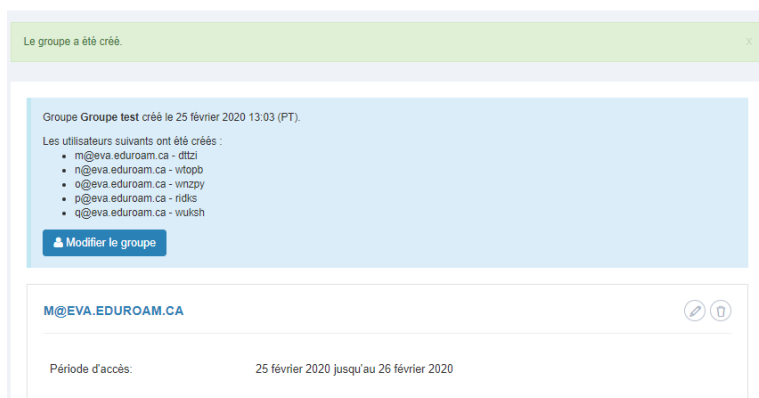 Le groupe a été créé.
x
Groupe Groupe test créé le 25 février 2020 13:03 (PT).
Les utilisateurs suivants ont été créés :
• m@eva.eduroam.ca - dttzi
• n@eva.eduroam.ca - wtopb
• o@eva.eduroam.ca - wnzpy
• p@eva.eduroam.ca - ridks
• q@eva.eduroam.ca - wuksh
Modifier le groupe
M@EVA.EDUROAM.CA
Période d'accès: 25 février 2020 jusqu'au 26 février 2020